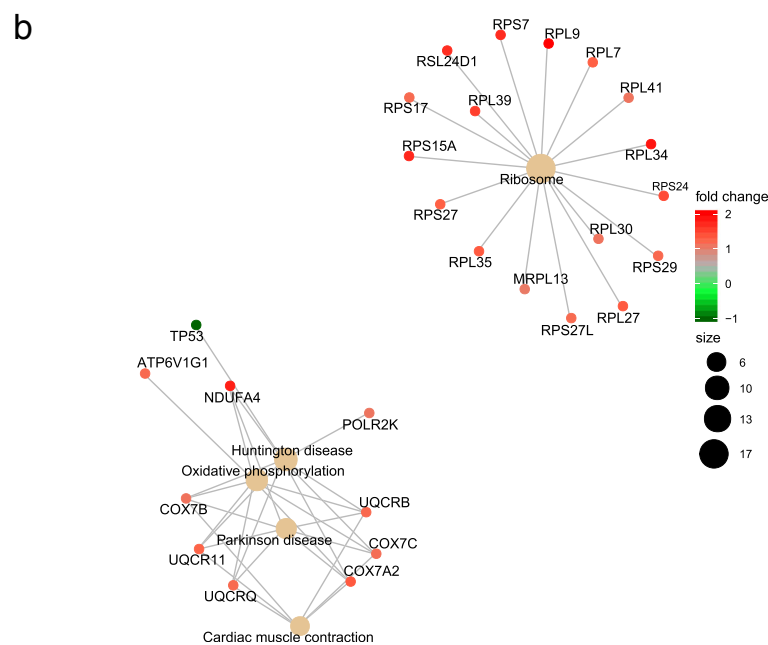 b
RPS7
RPL9
RSL24D1
RPL7
RPL41
RPS17
RPL39
RPS15A
RPL34
Ribosome
RPS24
fold change
RPS27
2
RPL30
1
RPL35
RPS29
MRPL13
0
RPS27L
RPL27
−1
TP53
size
ATP6V1G1
6
NDUFA4
10
POLR2K
13
Huntington disease
17
Oxidative phosphorylation
COX7B
UQCRB
Parkinson disease
COX7C
UQCR11
COX7A2
UQCRQ
Cardiac muscle contraction